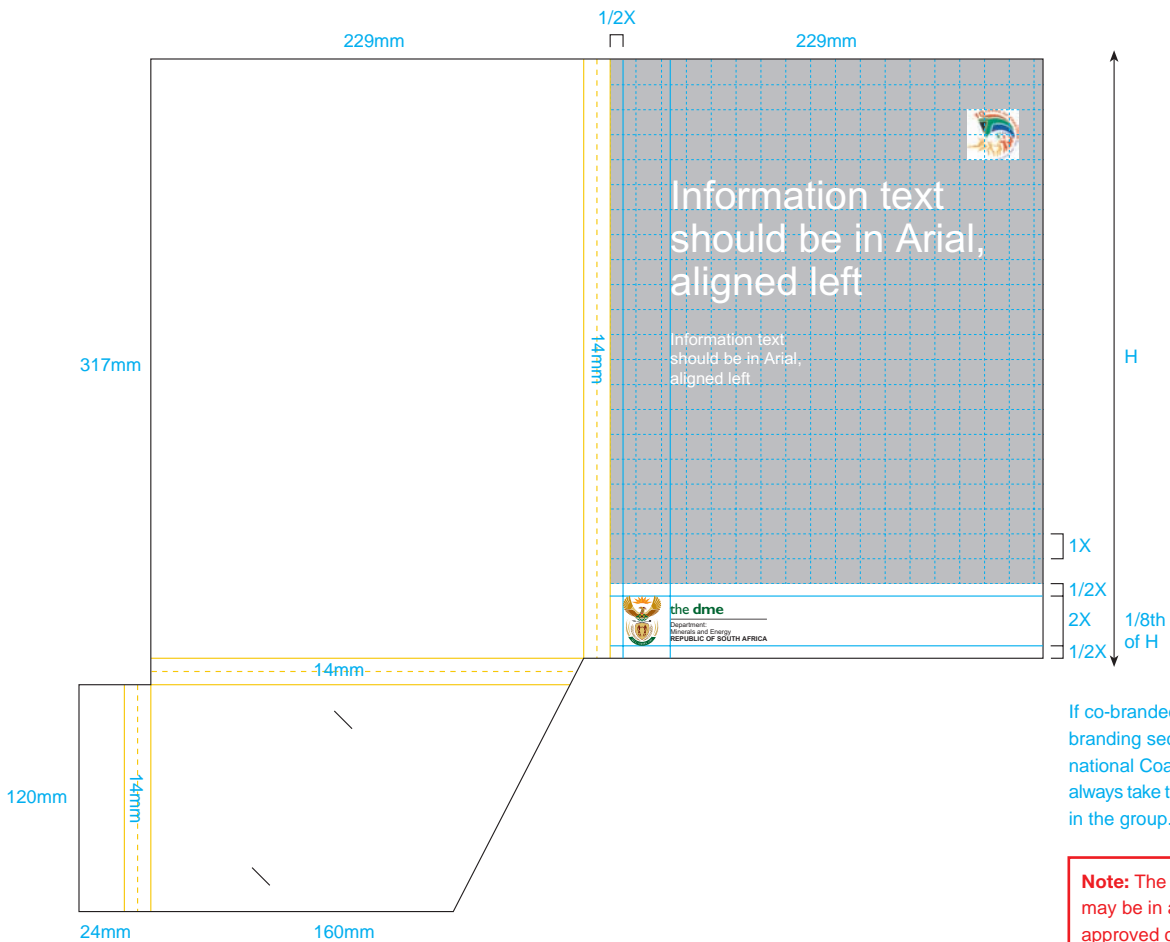 1/2X
229mm
229mm
Information text
should be in Arial,
aligned left
317mm
14mm
H
Information text
should be in Arial,
aligned left
1X
1/2X
the dme
2X
1/8th
of H
Department:
Minerals and Energy
REPUBLIC OF SOUTH AFRICA
1/2X
14mm
If co-brande
branding sec
national Coa
always take t
in the group.
120mm
14mm
Note: The
may be in a
approved c
24mm
160mm